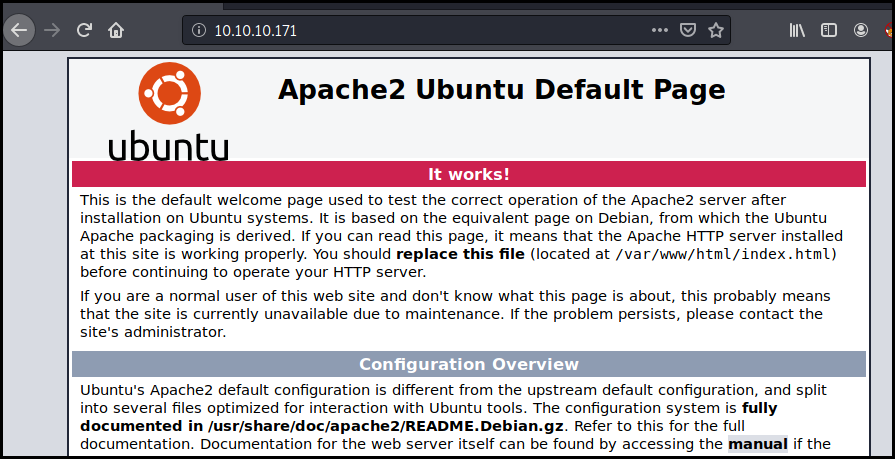 10.10.10.171
ubuntu
Apache2 Ubuntu Default Page
It works!
This is the default welcome page used to test the correct operation of the Apache2 server after
installation on Ubuntu systems. It is based on the equivalent page on Debian, from which the Ubuntu
Apache packaging is derived. If you can read this page, it means that the Apache HTTP server installed
at this site is working properly. You should replace this file (located at /var/www/html/index.html)
before continuing to operate your HTTP server.
If you are a normal user of this web site and don't know what this page is about, this probably means
that the site is currently unavailable due to maintenance. If the problem persists, please contact the
site's administrator.
Configuration Overview
Ubuntu's Apache2 default configuration is different from the upstream default configuration, and split
into several files optimized for interaction with Ubuntu tools. The configuration system is fully
documented in /usr/share/doc/apache2/README.Debian.gz. Refer to this for the full
documentation. Documentation for the web server itself can be found by accessing the manual if the